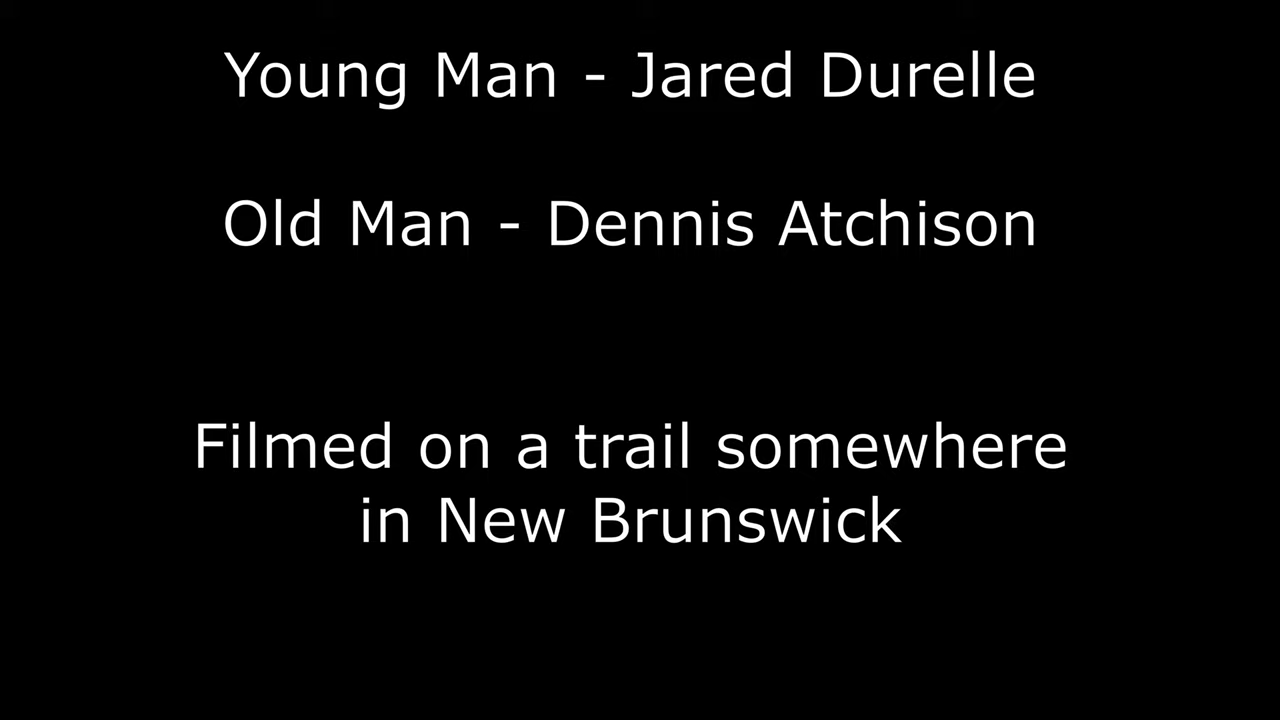 Young Man - Jared Durelle
Old Man - Dennis Atchison
Filmed on a trail somewhere
in New Brunswick